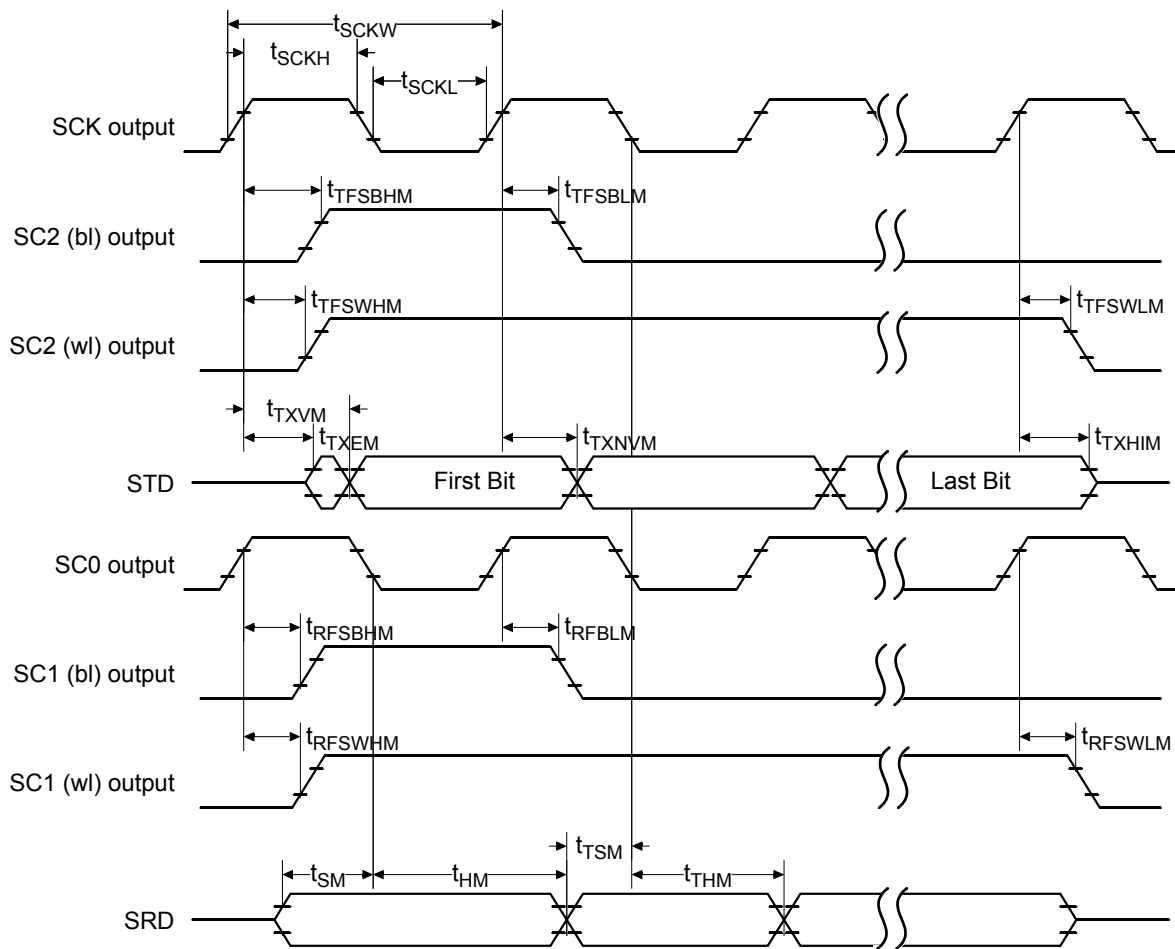 tSCKW
tSCKH
tSCKL
SCK output
tTFSBHM
tTFSBLM
SC2 (bl) output
tTFSWHM
tTFSWLM
SC2 (wl) output
tTXVM
tTXEM
tTXNVM
tTXHIM
STD
First Bit
Last Bit
SC0 output
tRFSBHM
tRFBLM
SC1 (bl) output
tRFSWHM
tRFSWLM
SC1 (wl) output
tTSM
tSM
tHM
tTHM
SRD